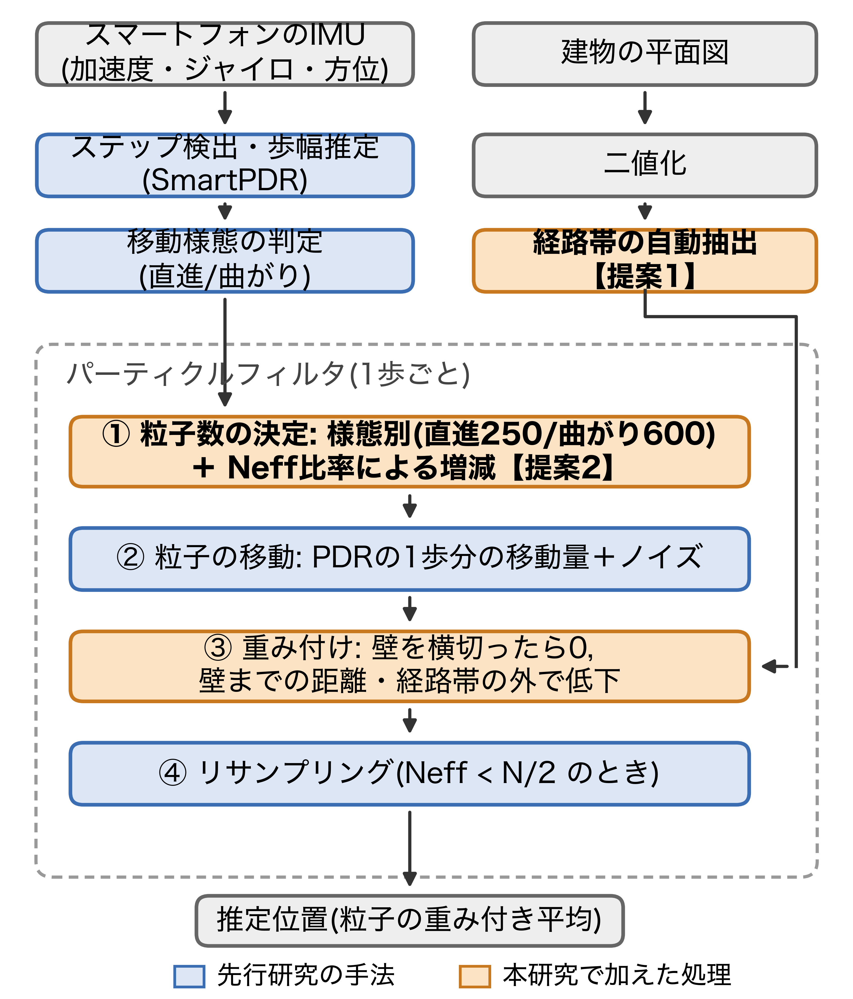 スマートフォンのIMU
(加速度・ジャイロ・方位)
建物の平面図
ステップ検出・歩幅推定
(SmartPDR)
二値化
移動様態の判定
(直進/曲がり)
経路帯の自動抽出
【提案1】
パーティクルフィルタ(1歩ごと)
① 粒子数の決定: 様態別(直進250/曲がり600)
+ Neff比率による増減【提案2】
② 粒子の移動: PDRの1歩分の移動量+ノイズ
③ 重み付け: 壁を横切ったら0,
壁までの距離・経路帯の外で低下
④ リサンプリング(Neff < N/2 のとき)
推定位置(粒子の重み付き平均)
先行研究の手法
本研究で加えた処理